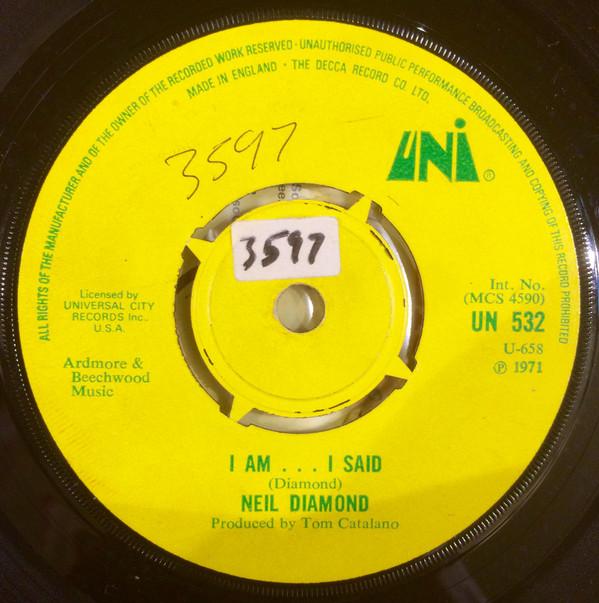 ALL RIGHTS OF THE MANUFACTURER AND OF THE OWNER OF THE RECORDED WORK RESERVED · UNAUTHORISED PUBLIC PERFORMANCE BROADCASTING AND COPYING OF THIS RECORD PROHIBITED
MADE IN ENGLAND · THE DECCA RECORD CO LTD.
3597
UNI ®
3597
Licensed by
UNIVERSAL CITY
RECORDS Inc..
U.S.A.
Ardmore &
Beechwood
Music
Int. No.
(MCS 4590)
UN 532
U-658
℗ 1971
I AM . . . I SAID
(Diamond)
NEIL DIAMOND
Produced by Tom Catalano